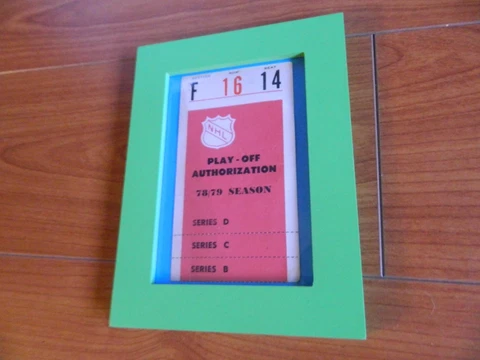 F 16 14
NHL
PLAY-OFF
AUTHORIZATION
78/79 SEASON
SERIES D
SERIES C
SERIES B